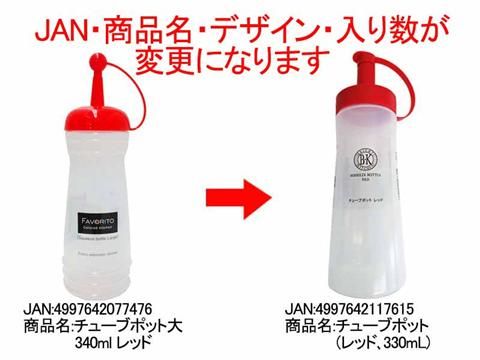 JAN・商品名・デザイン・入り数が
変更になります
FAVORITO
B·K
SQUEEZE BOTTLE
RED
チューブポット レッド
JAN:4997642077476
商品名:チューブポット大
340ml レッド
JAN:4997642117615
商品名:チューブポット
(レッド、330mL)